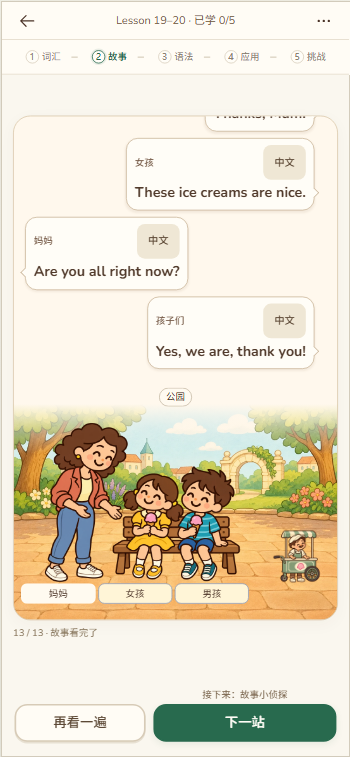 Lesson 19–20 · 已学 0/5
1 词汇 – 2 故事 – 3 语法 – 4 应用 – 5 挑战
Thanks, Mum!
女孩 中文
These ice creams are nice.
妈妈 中文
Are you all right now?
孩子们 中文
Yes, we are, thank you!
公园
妈妈 女孩 男孩
13 / 13 · 故事看完了
接下来：故事小侦探
再看一遍 下一站